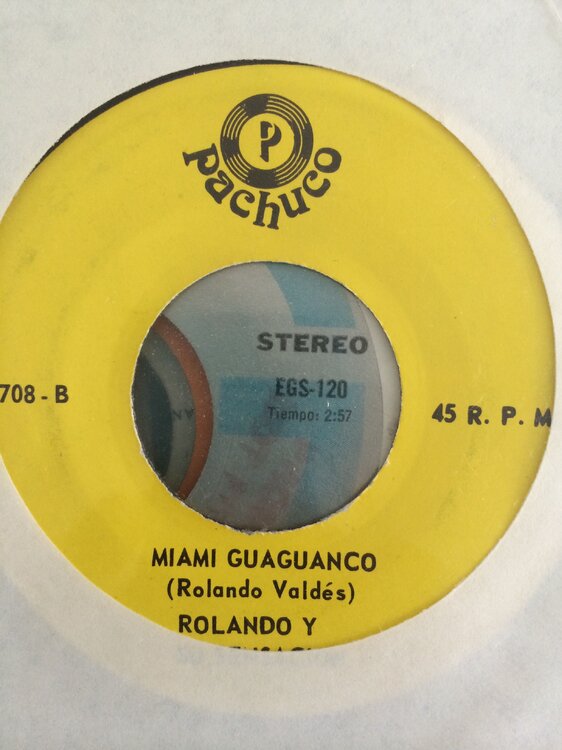 P
Pachuco
STEREO
EGS-120
Tiempo: 2:57
708 - B
45 R. P. M
MIAMI GUAGUANCO
(Rolando Valdés)
ROLANDO Y